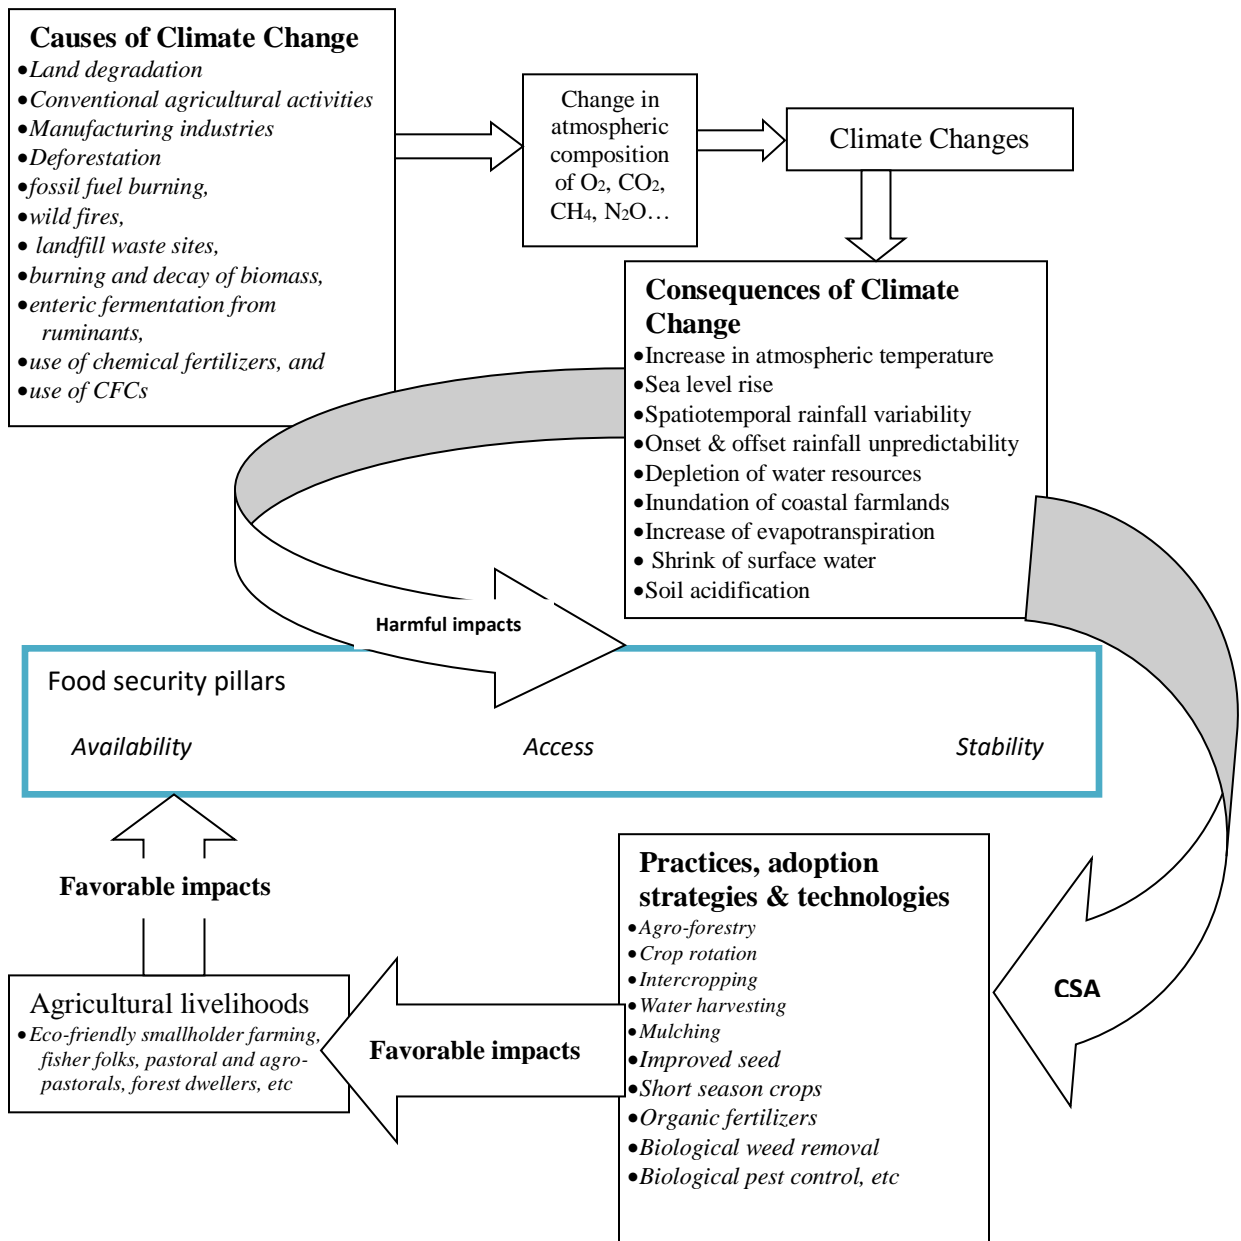 Causes of Climate Change
•Land degradation
•Conventional agricultural activities
•Manufacturing industries
•Deforestation
•fossil fuel burning,
•wild fires,
• landfill waste sites,
•burning and decay of biomass,
•enteric fermentation from
ruminants,
•use of chemical fertilizers, and
•use of CFCs
Change in
atmospheric
composition
of O₂, CO₂,
CH₄, N₂O…
Climate Changes
Consequences of Climate
Change
•Increase in atmospheric temperature
•Sea level rise
•Spatiotemporal rainfall variability
•Onset & offset rainfall unpredictability
•Depletion of water resources
•Inundation of coastal farmlands
•Increase of evapotranspiration
• Shrink of surface water
•Soil acidification
Harmful impacts
Food security pillars
Availability
Access
Stability
CSA
Practices, adoption
strategies & technologies
•Agro-forestry
•Crop rotation
•Intercropping
•Water harvesting
•Mulching
•Improved seed
•Short season crops
•Organic fertilizers
•Biological weed removal
•Biological pest control, etc
Favorable impacts
Agricultural livelihoods
•Eco-friendly smallholder farming,
fisher folks, pastoral and agro-
pastorals, forest dwellers, etc
Favorable impacts